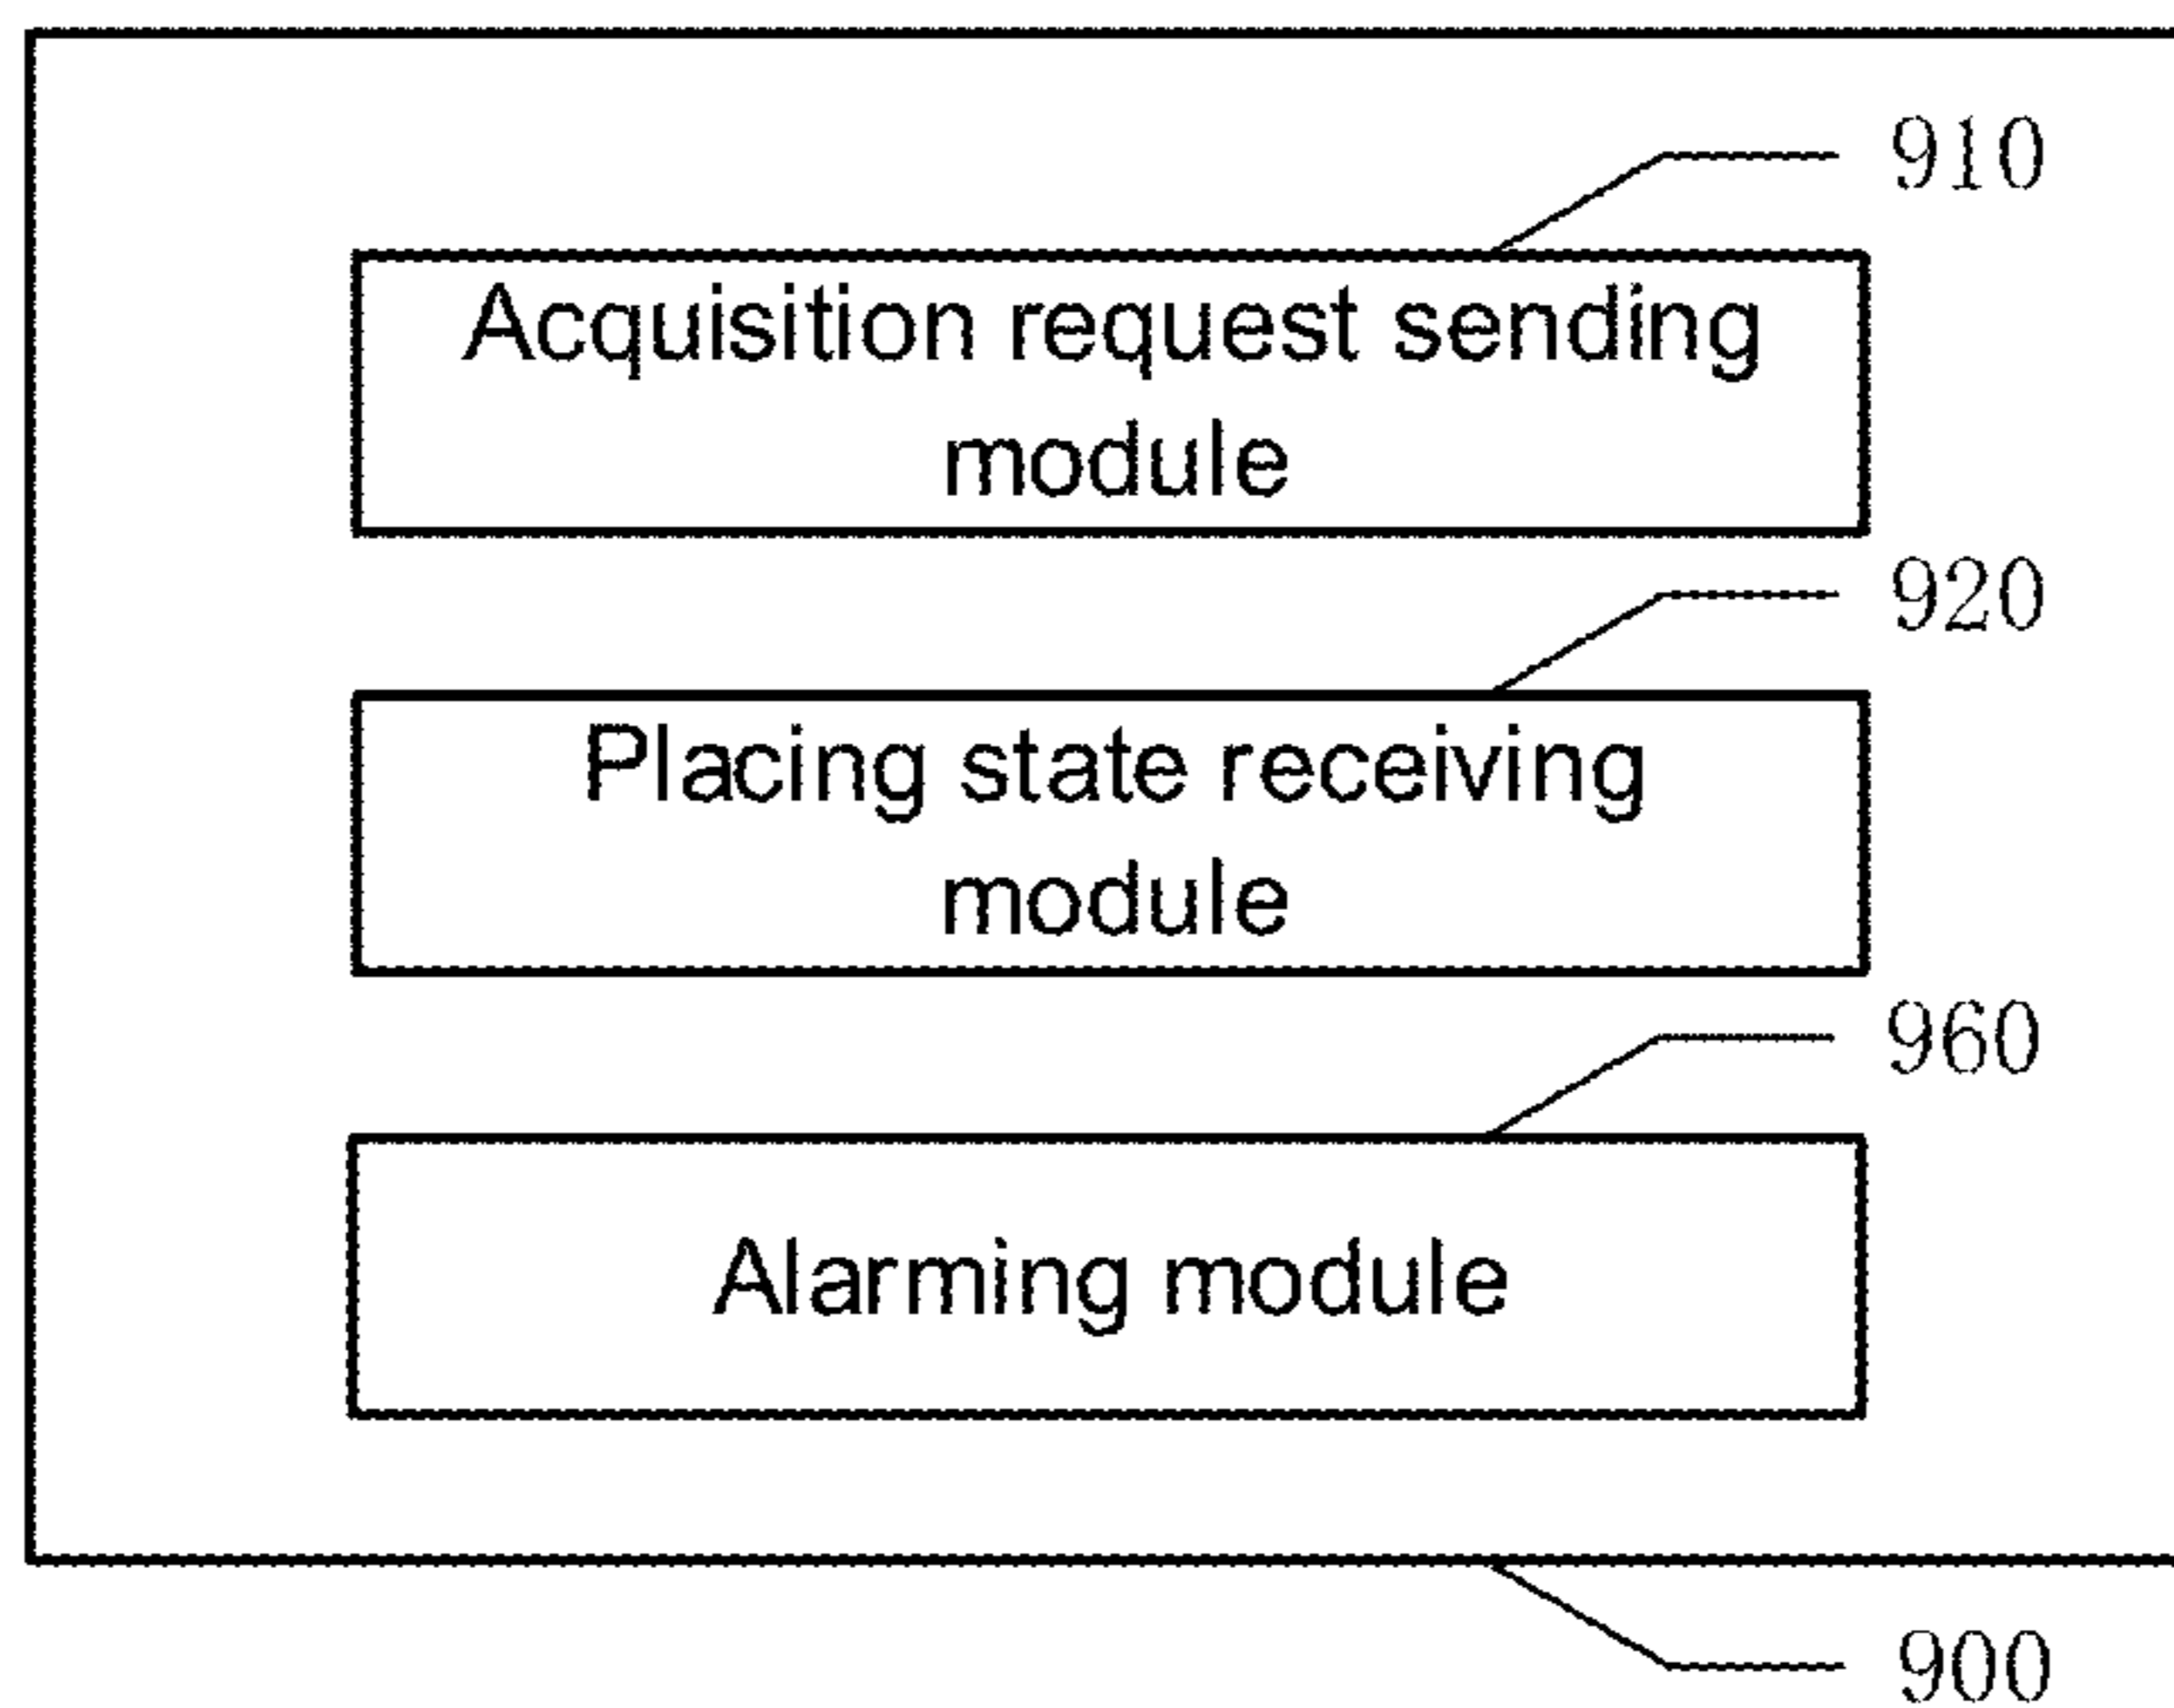 910
Acquisition request sending
module
920
Placing state receiving
module
960
Alarming module
900